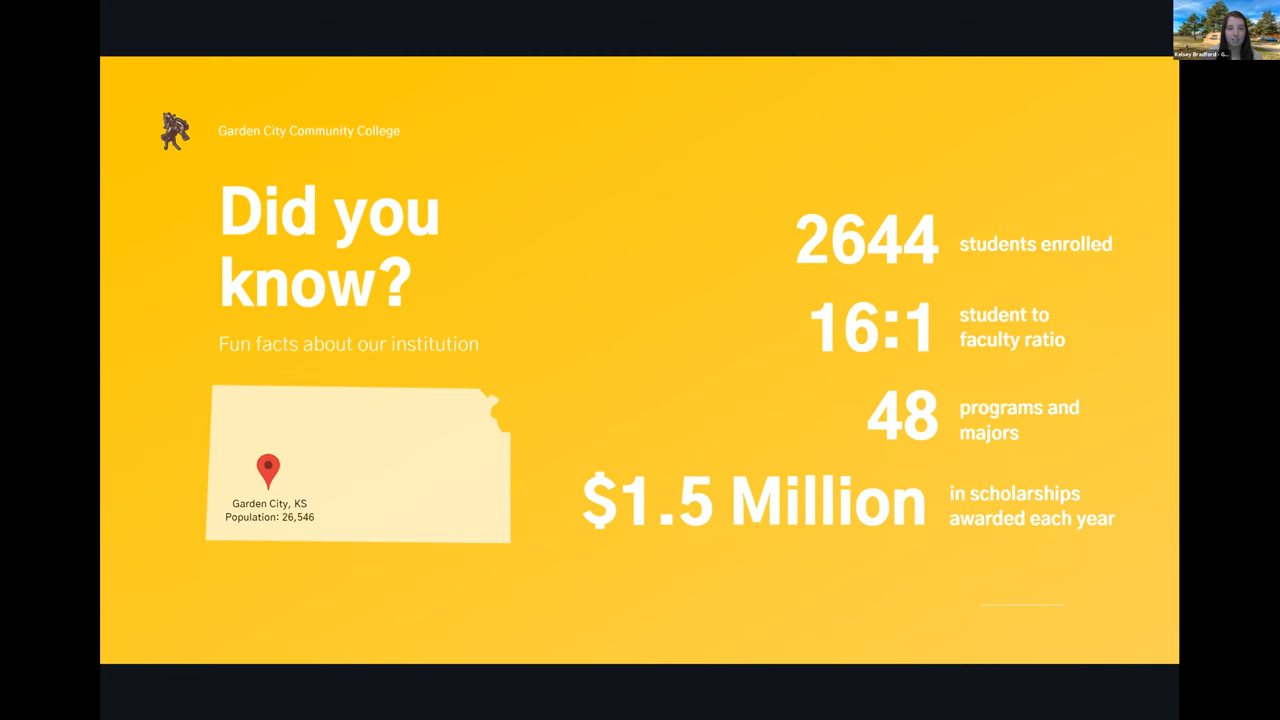 Kelsey Bradford - G...
Garden City Community College
Did you
know?
Fun facts about our institution
Garden City, KS
Population: 26,546
2644
students enrolled
16:1
student to
faculty ratio
48
programs and
majors
$1.5 Million
in scholarships
awarded each year